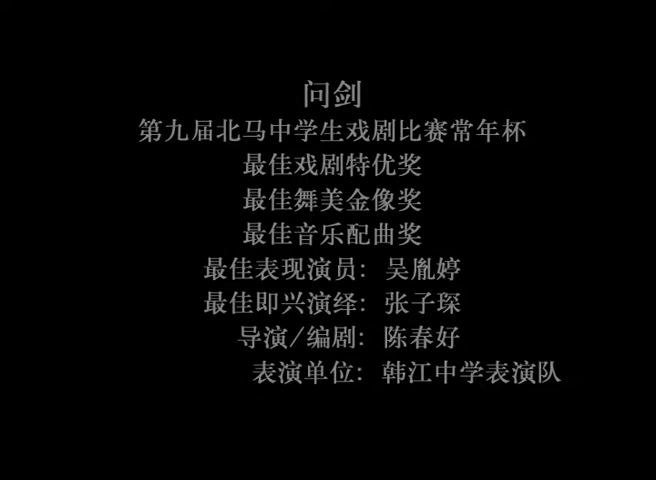 问剑
第九届北马中学生戏剧比赛常年杯
最佳戏剧特优奖
最佳舞美金像奖
最佳音乐配曲奖
最佳表现演员：吴胤婷
最佳即兴演绎：张子琛
导演/编剧：陈春好
表演单位：韩江中学表演队